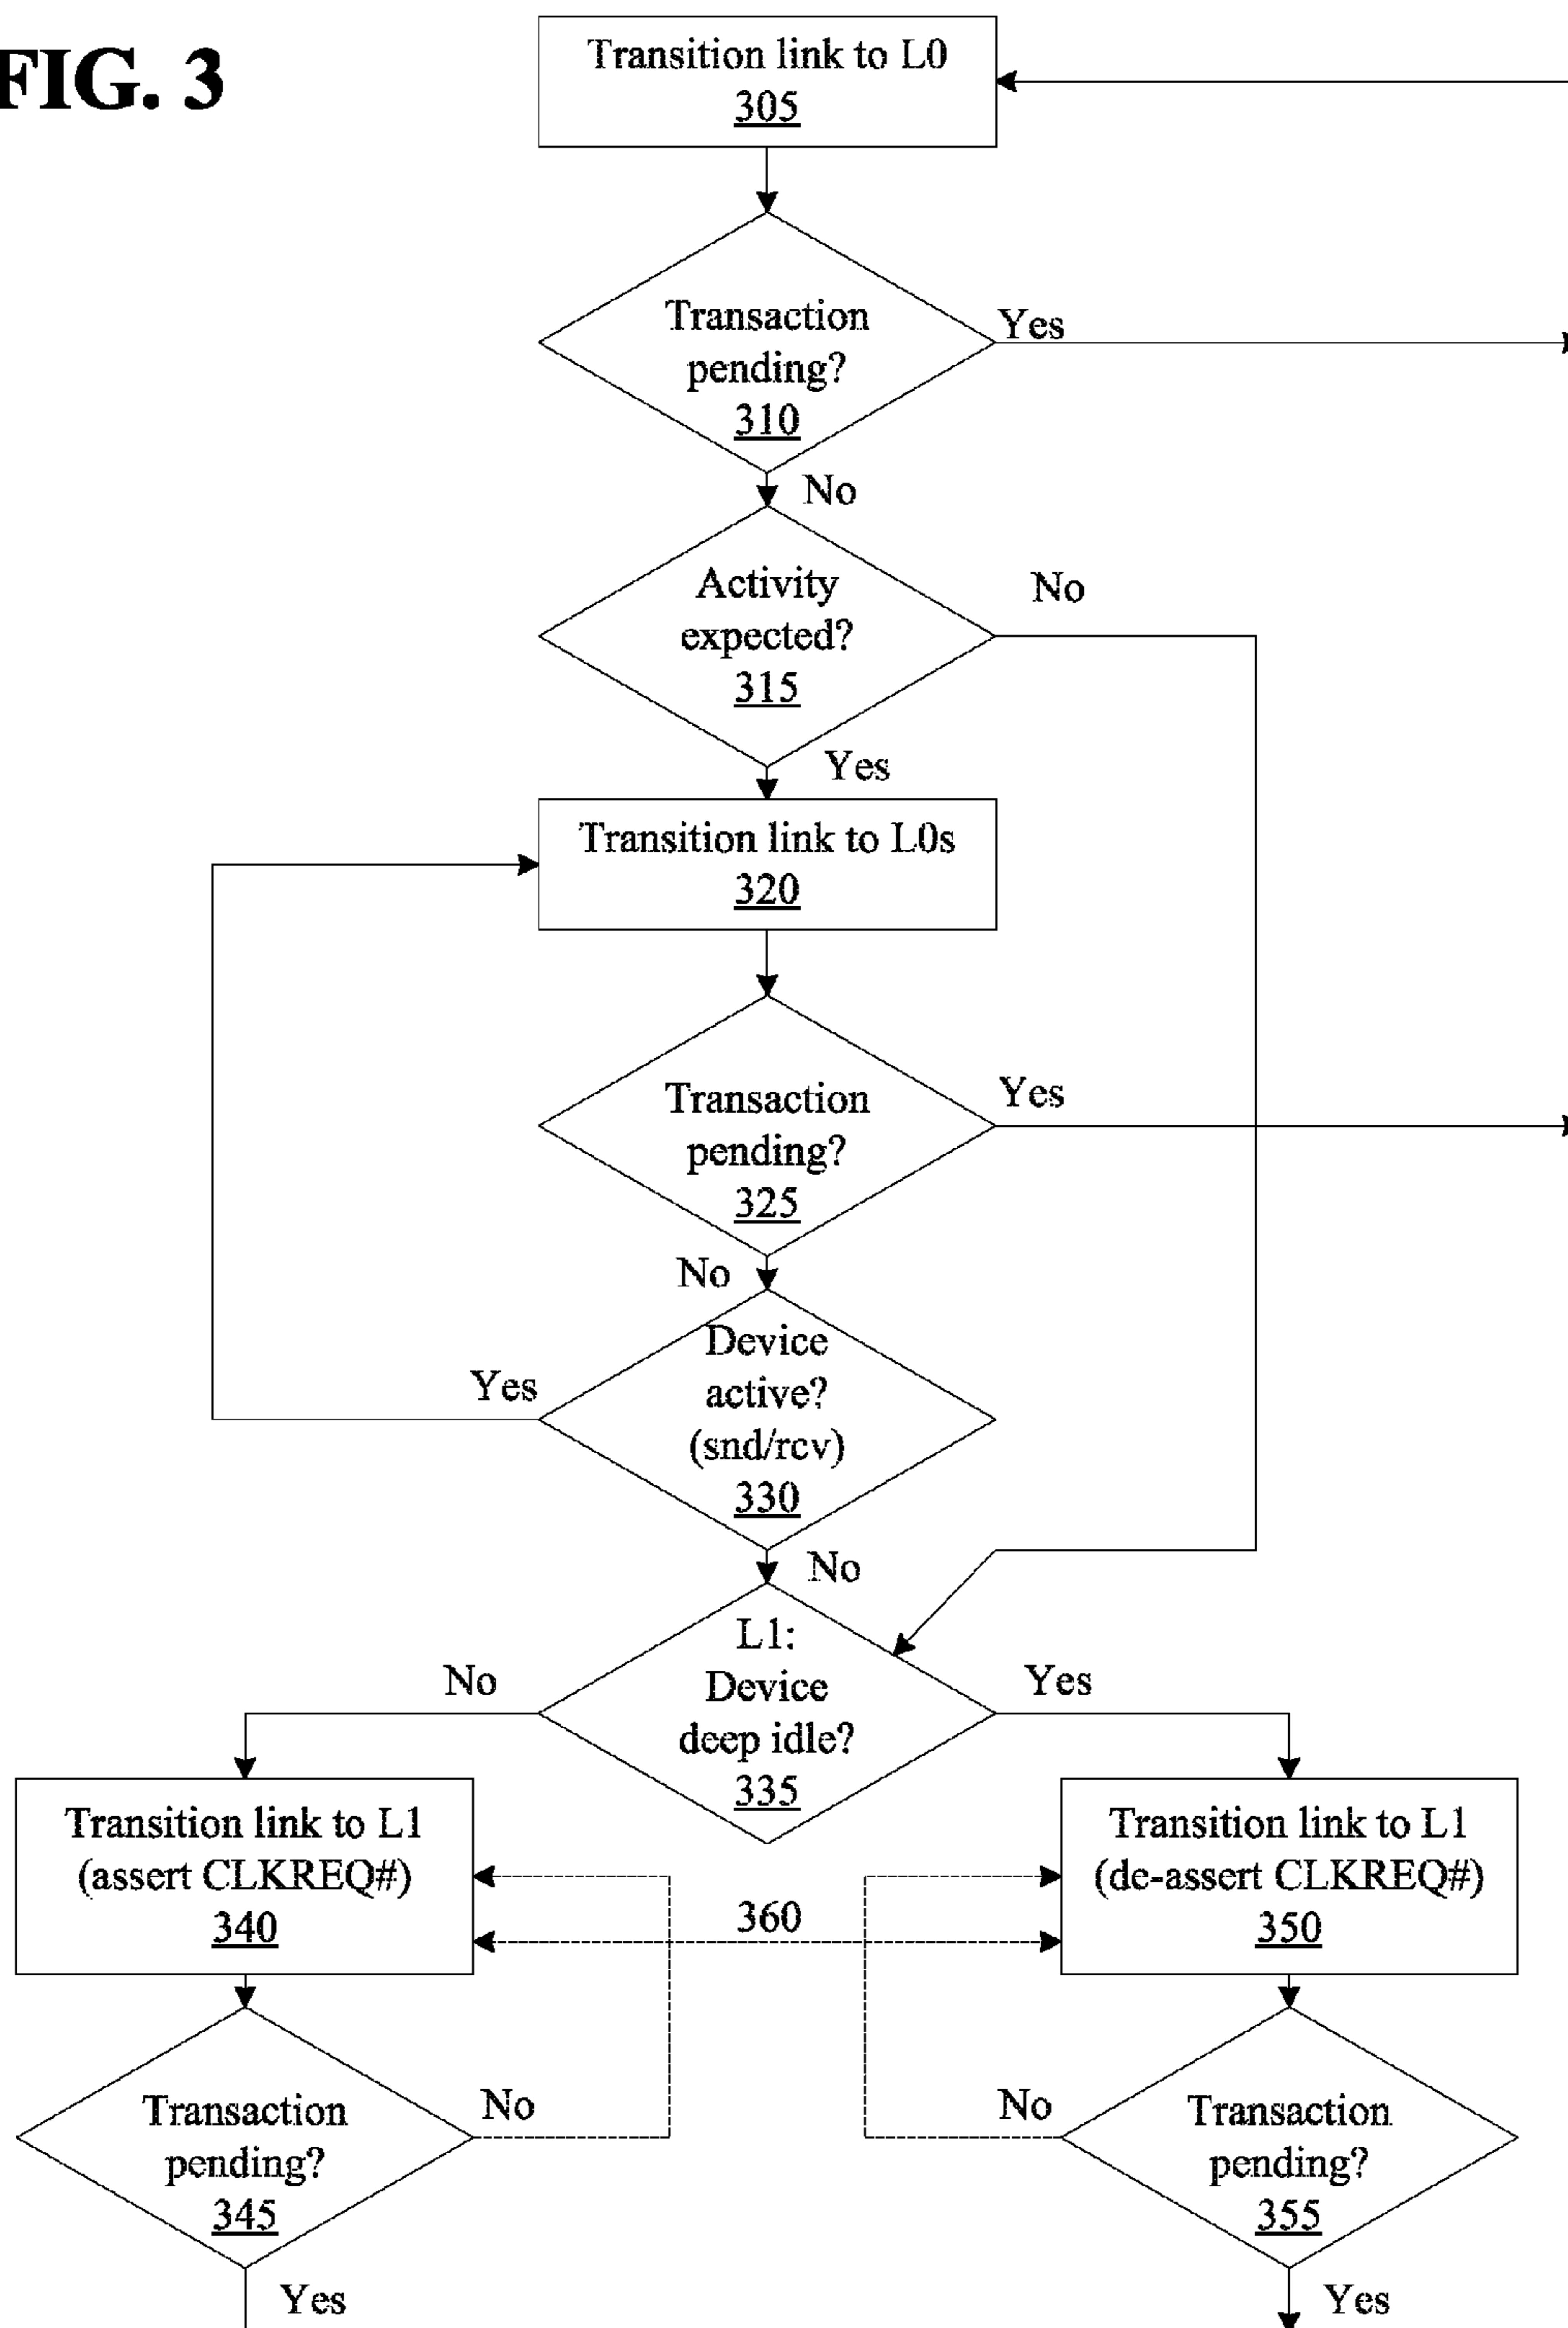 FIG. 3
Transition link to L0
305
Transaction
pending?
310
Yes
No
Activity
expected?
315
No
Yes
Transition link to L0s
320
Transaction
pending?
325
Yes
No
Device
active?
(snd/rcv)
330
Yes
No
L1:
Device
deep idle?
335
No
Yes
Transition link to L1
(assert CLKREQ#)
340
360
Transition link to L1
(de-assert CLKREQ#)
350
Transaction
pending?
345
No
Yes
No
Transaction
pending?
355
Yes